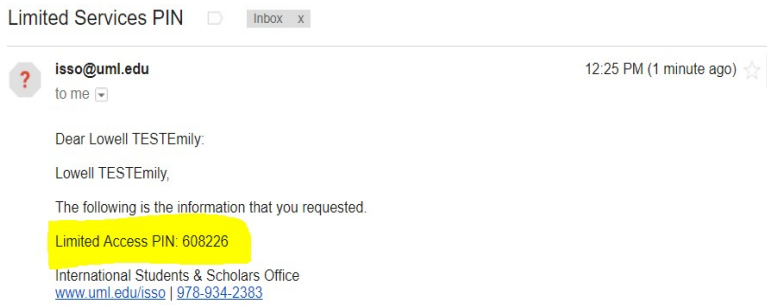 Limited Services PIN Inbox x
? isso@uml.edu 12:25 PM (1 minute ago)
to me
Dear Lowell TESTEmily:
Lowell TESTEmily,
The following is the information that you requested.
Limited Access PIN: 608226
International Students & Scholars Office
www.uml.edu/isso | 978-934-2383